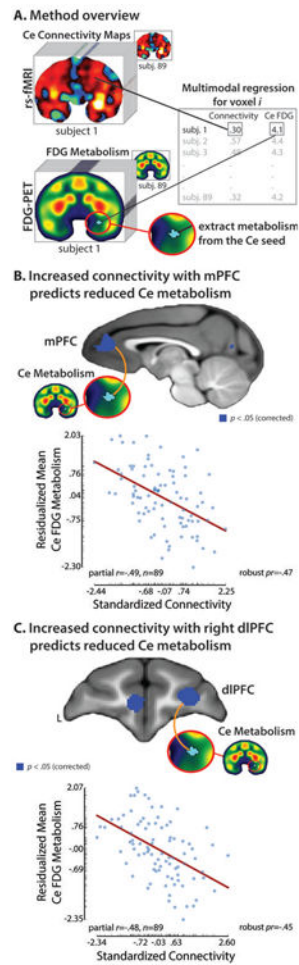 A. Method overview
Ce Connectivity Maps
rs-fMRI
subj. 89
subject 1
Multimodal regression
for voxel i
Connectivity Ce FDG
subj. 1 .30 4.1
subj. 2 .57 4.4
subj. 3 4.3
subj. 89 .32 4.2
FDG Metabolism
FDG-PET
subj. 89
subject 1
extract metabolism
from the Ce seed
B. Increased connectivity with mPFC
predicts reduced Ce metabolism
mPFC
Ce Metabolism
p < .05 (corrected)
Residualized Mean
Ce FDG Metabolism
2.03
.76
.04
-.75
-2.30
-2.44 -.68 -.07 .74 2.25
partial r=-.49, n=89 robust pr=-.47
Standardized Connectivity
C. Increased connectivity with right dlPFC
predicts reduced Ce metabolism
dlPFC
L
Ce Metabolism
p < .05 (corrected)
Residualized Mean
Ce FDG Metabolism
2.07
.76
-.00
-.69
-2.35
partial r=-.48, n=89 robust pr=-.45
-2.34 -.72 -.03 .63 2.60
Standardized Connectivity